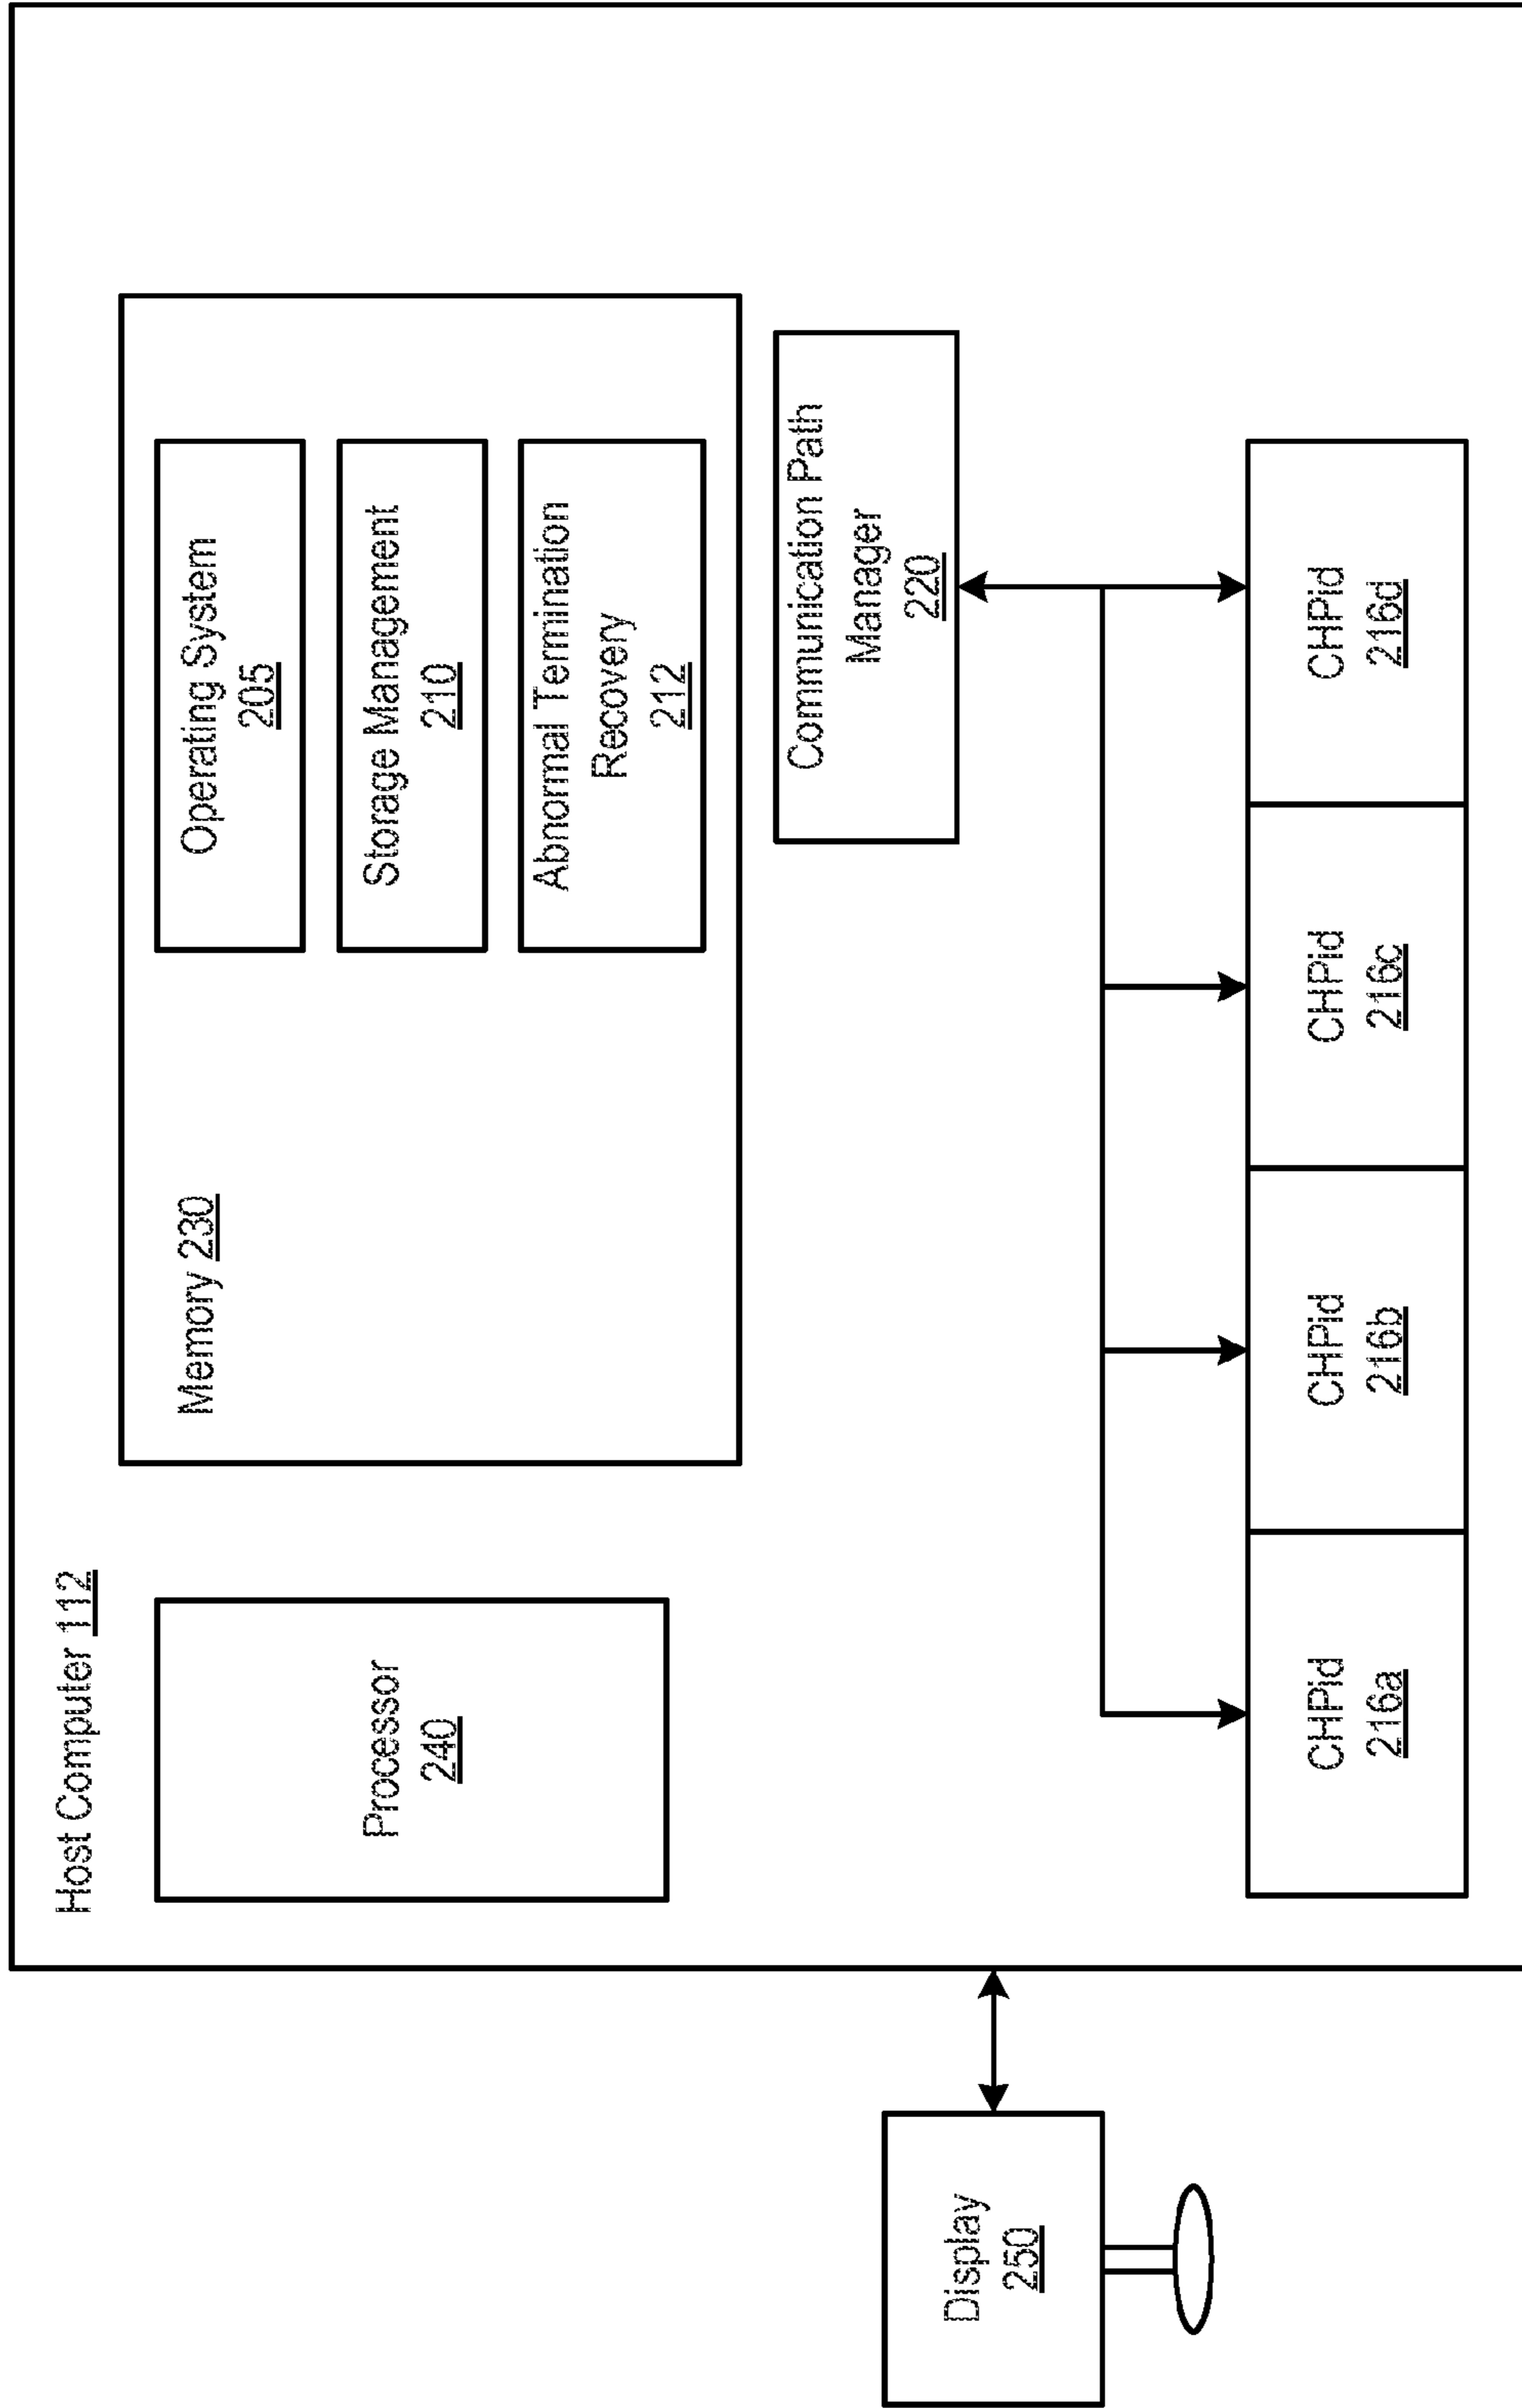 Host Computer 112
Processor
240
Memory 230
Operating System
205
Storage Management
210
Abnormal Termination
Recovery
212
Communication Path
Manager
220
Display
250
CHPid
216a
CHPid
216b
CHPid
216c
CHPid
216d